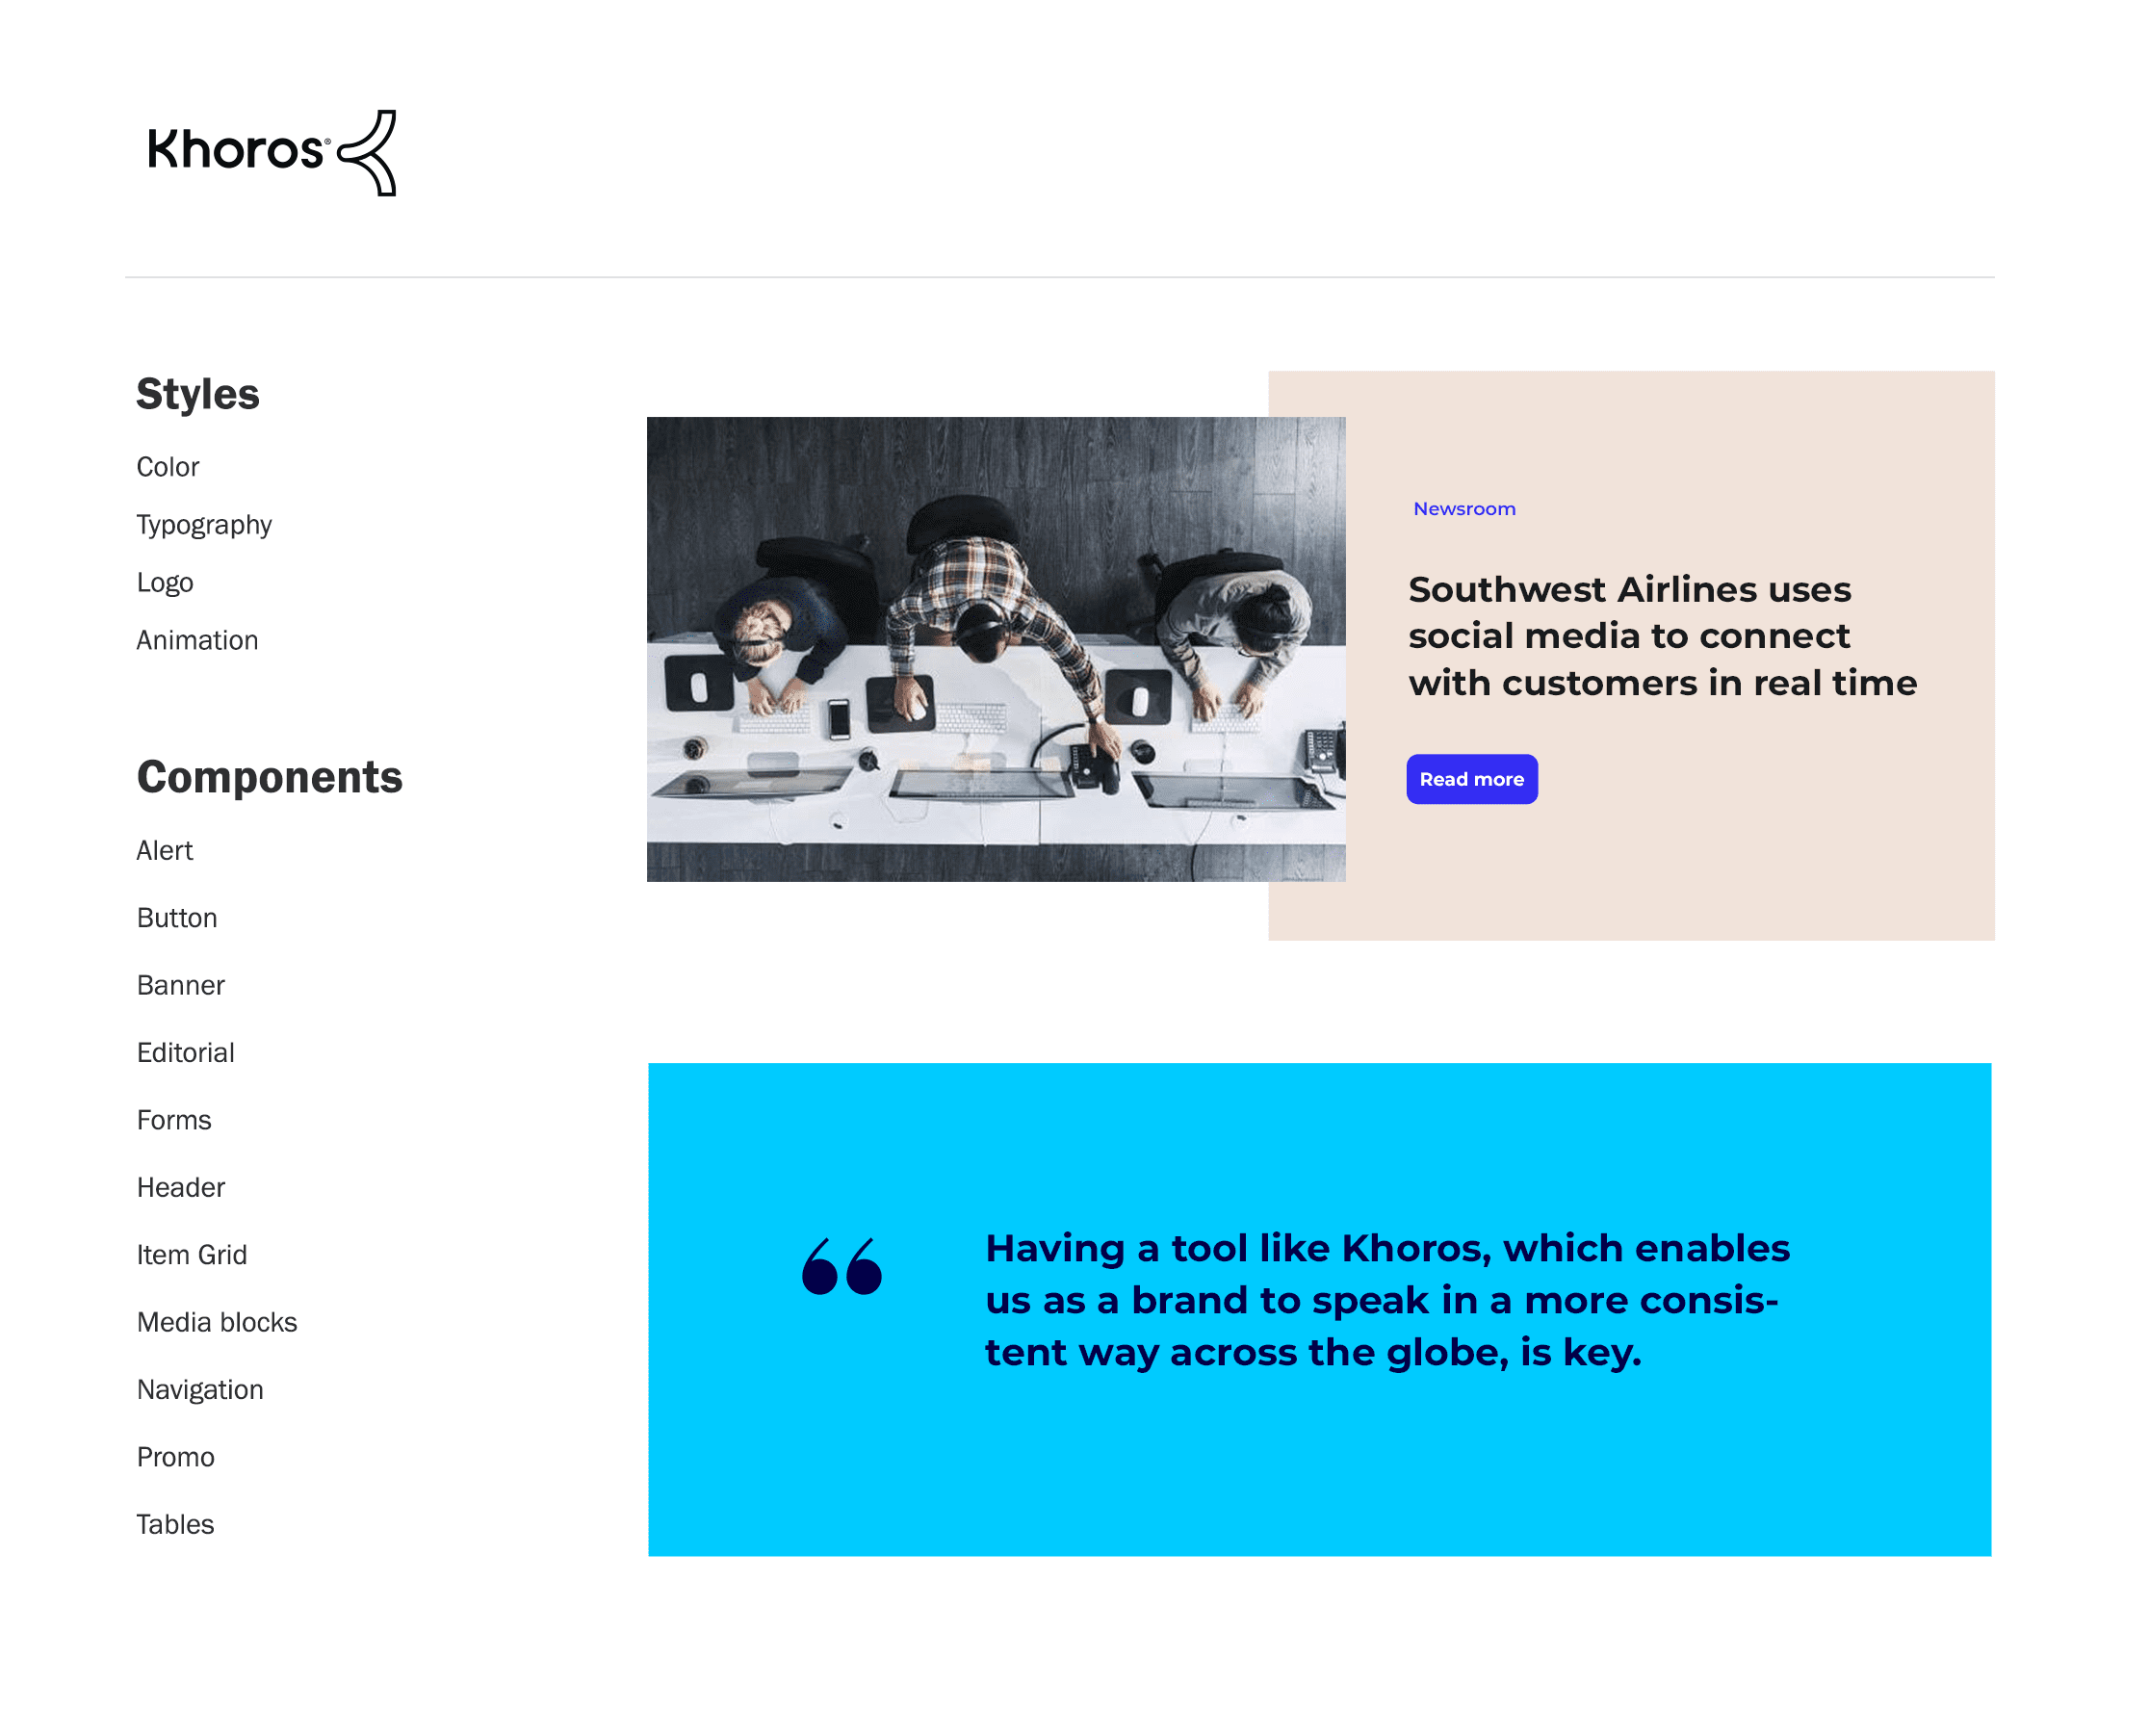 Khoros®
Styles
Color
Typography
Logo
Animation
Components
Alert
Button
Banner
Editorial
Forms
Header
Item Grid
Media blocks
Navigation
Promo
Tables
Newsroom
Southwest Airlines uses
social media to connect
with customers in real time
Read more
“
Having a tool like Khoros, which enables
us as a brand to speak in a more consis-
tent way across the globe, is key.